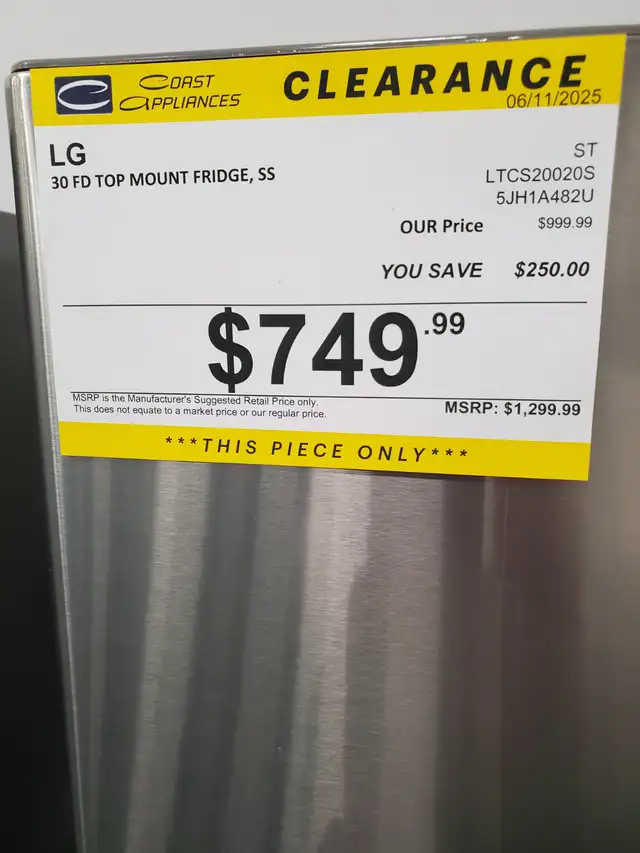 COAST
APPLIANCES
CLEARANCE
06/11/2025
LG
30 FD TOP MOUNT FRIDGE, SS
ST
LTCS20020S
5JH1A482U
OUR Price $999.99
YOU SAVE $250.00
$749.99
MSRP is the Manufacturer's Suggested Retail Price only.
This does not equate to a market price or our regular price.
MSRP: $1,299.99
***THIS PIECE ONLY***